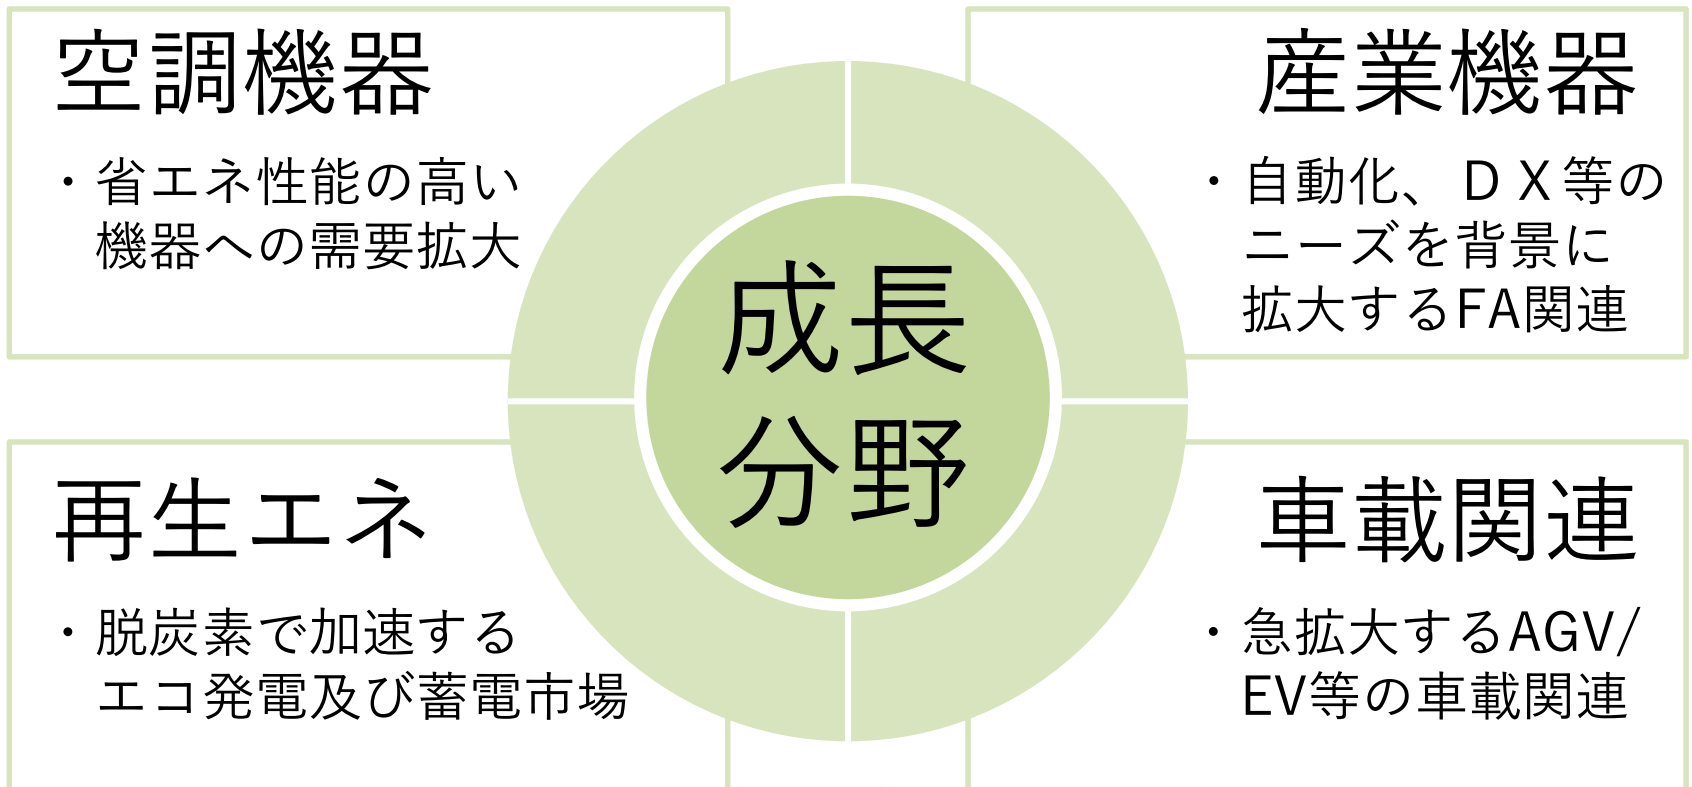 空調機器
・省エネ性能の高い
機器への需要拡大
産業機器
・自動化、ＤＸ等の
ニーズを背景に
拡大するFA関連
成長
分野
再生エネ
・脱炭素で加速する
エコ発電及び蓄電市場
車載関連
・急拡大するAGV/
EV等の車載関連